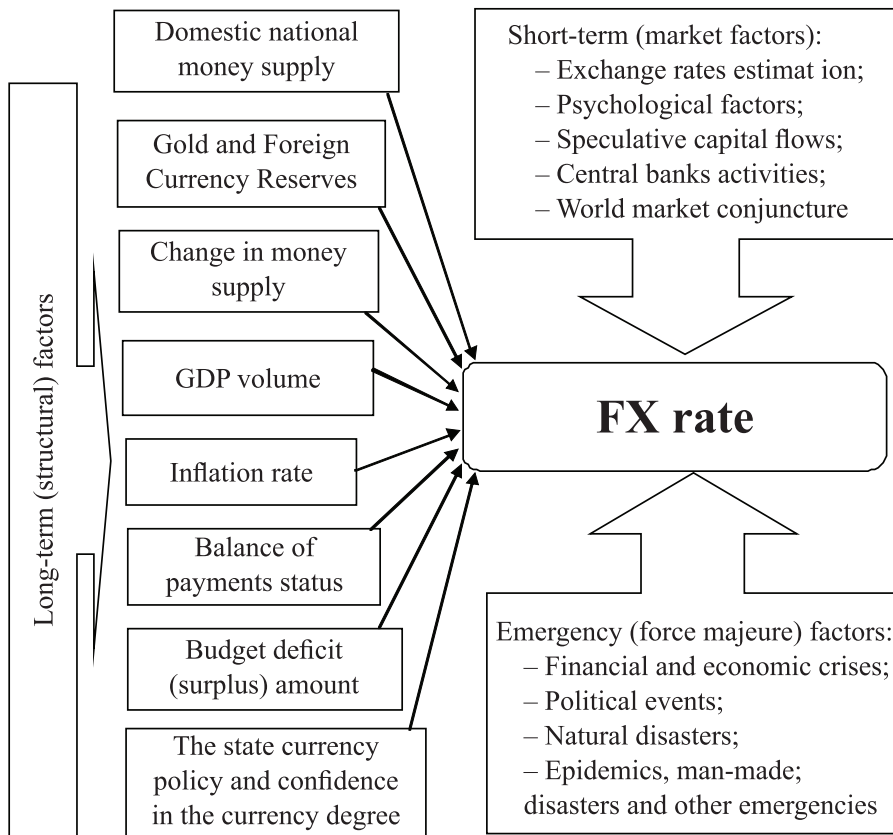 Long-term (structural) factors
Domestic national
money supply
Gold and Foreign
Currency Reserves
Change in money
supply
GDP volume
Inflation rate
Balance of
payments status
Budget deficit
(surplus) amount
The state currency
policy and confidence
in the currency degree
Short-term (market factors):
– Exchange rates estimat ion;
– Psychological factors;
– Speculative capital flows;
– Central banks activities;
– World market conjuncture
FX rate
Emergency (force majeure) factors:
– Financial and economic crises;
– Political events;
– Natural disasters;
– Epidemics, man-made;
disasters and other emergencies